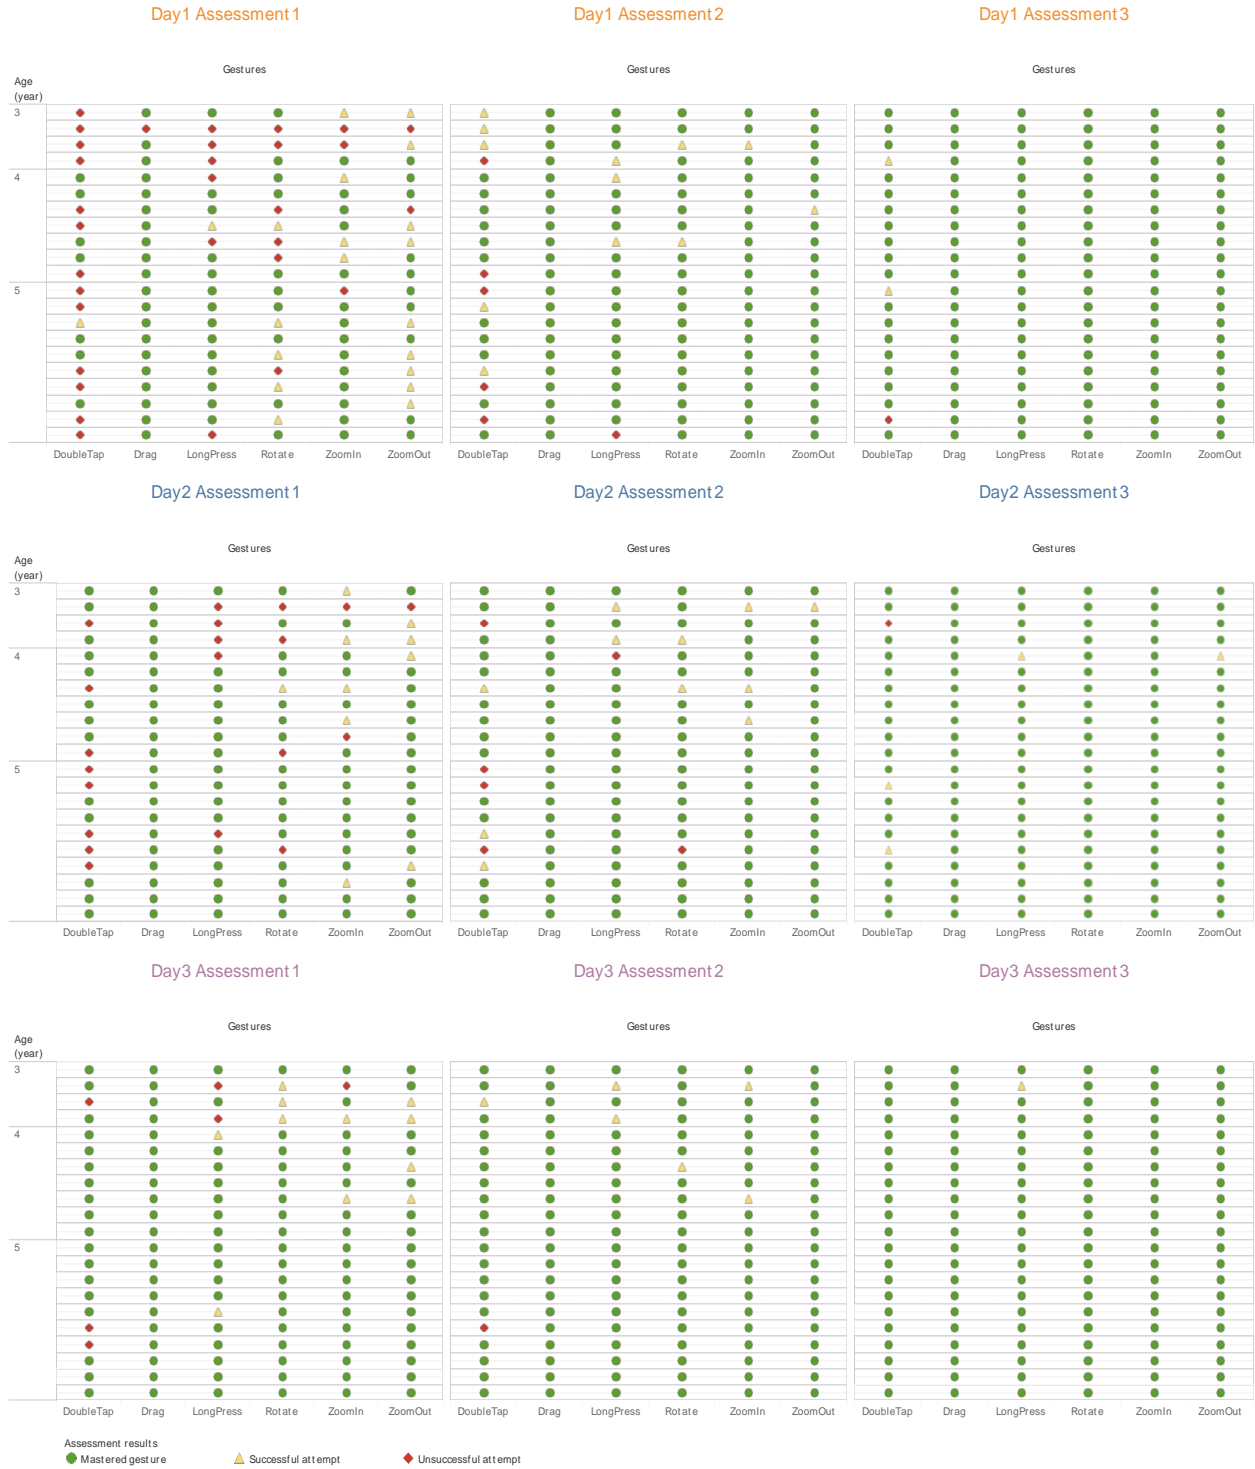 Day1 Assessment 1 Day1 Assessment 2 Day1 Assessment 3
Gestures Gestures Gestures
Age
(year)
3
4
5
DoubleTap Drag LongPress Rotate ZoomIn ZoomOut DoubleTap Drag LongPress Rotate ZoomIn ZoomOut DoubleTap Drag LongPress Rotate ZoomIn ZoomOut
Day2 Assessment 1 Day2 Assessment 2 Day2 Assessment 3
Gestures Gestures Gestures
Age
(year)
3
4
5
DoubleTap Drag LongPress Rotate ZoomIn ZoomOut DoubleTap Drag LongPress Rotate ZoomIn ZoomOut DoubleTap Drag LongPress Rotate ZoomIn ZoomOut
Day3 Assessment 1 Day3 Assessment 2 Day3 Assessment 3
Gestures Gestures Gestures
Age
(year)
3
4
5
DoubleTap Drag LongPress Rotate ZoomIn ZoomOut DoubleTap Drag LongPress Rotate ZoomIn ZoomOut DoubleTap Drag LongPress Rotate ZoomIn ZoomOut
Assessment results
Mastered gesture Successful attempt Unsuccessful attempt